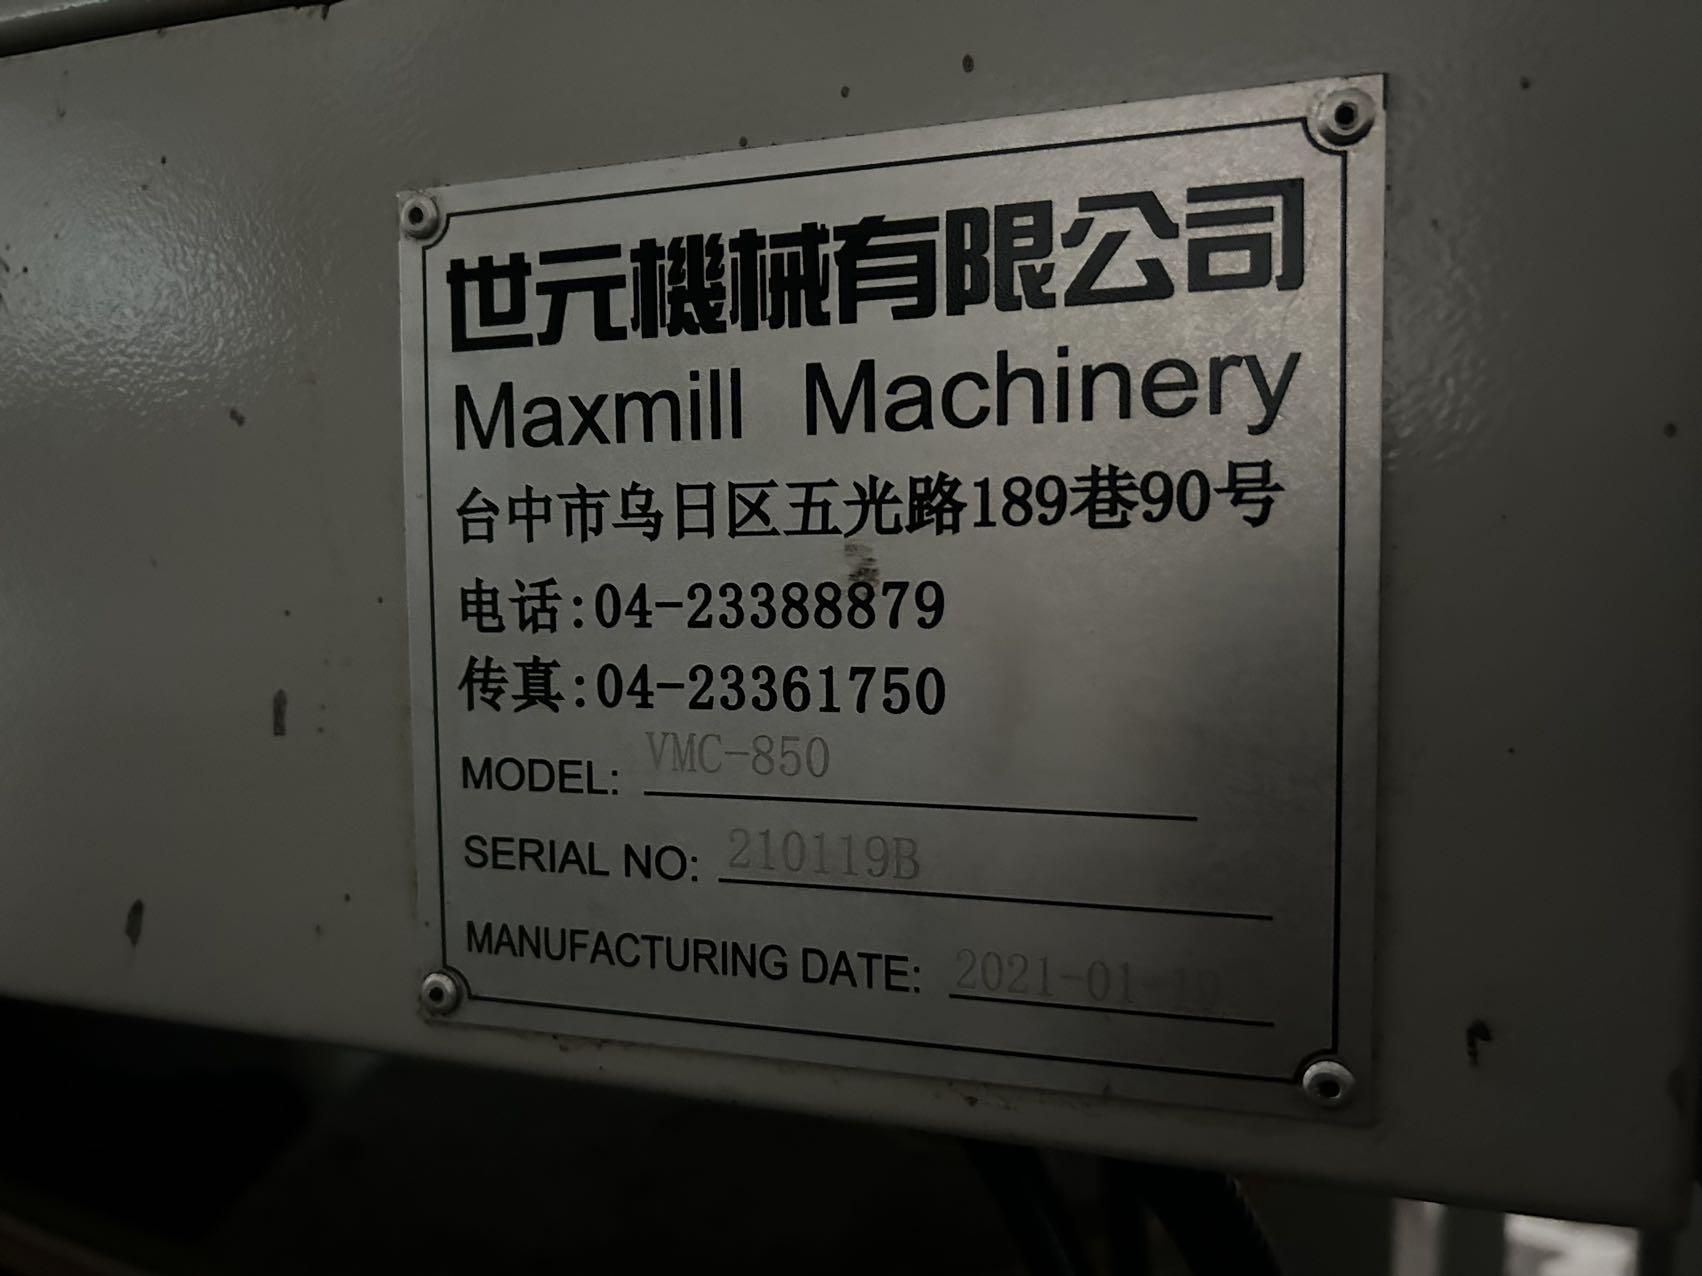 世元機械有限公司
Maxmill Machinery
台中市乌日区五光路189巷90号
电话:04-23388879
传真:04-23361750
MODEL: VMC-850
SERIAL NO: 210119B
MANUFACTURING DATE: 2021-01-19